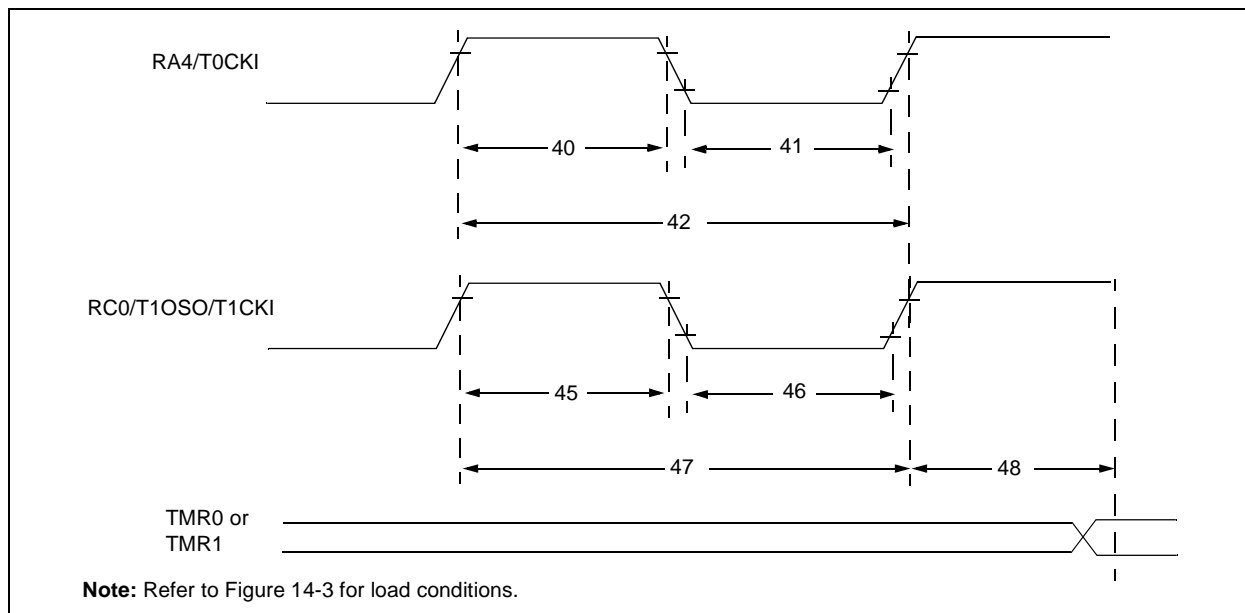 RA4/T0CKI
40
41
42
RC0/T1OSO/T1CKI
45
46
47
48
TMR0 or
TMR1
Note: Refer to Figure 14-3 for load conditions.